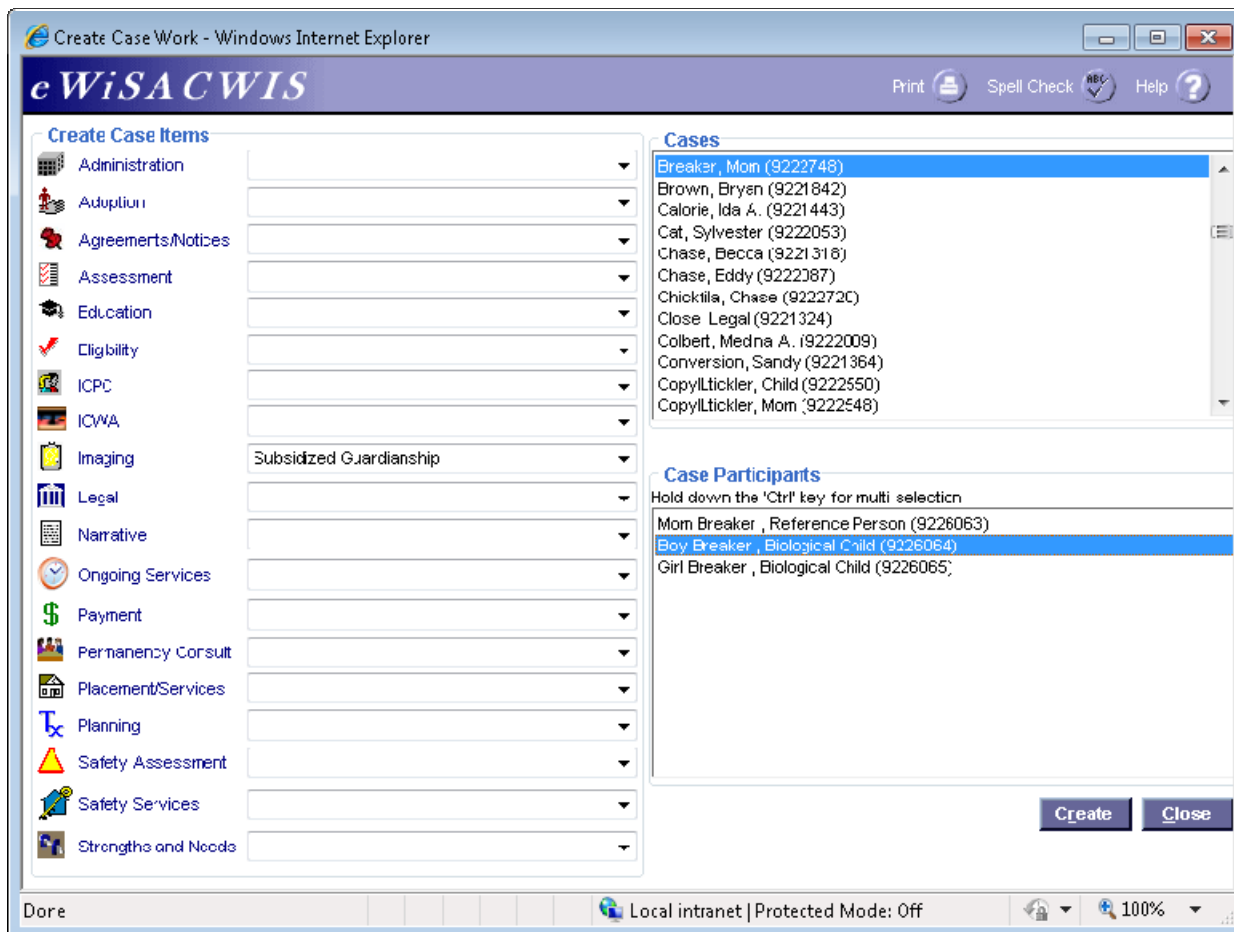 Create Case Work - Windows Internet Explorer
eWiSACWIS
Print Spell Check ABC Help ?
Create Case Items
Administration
Adoption
Agreements/Notices
Assessment
Education
Eligibility
ICPC
ICWA
Imaging Subsidized Guardianship
Legal
Narrative
Ongoing Services
$ Payment
Permanency Consult
Placement/Services
Tx Planning
Safety Assessment
Safety Services
Strengths and Needs
Cases
Breaker, Mom (9222748)
Brown, Bryan (9221842)
Calorie, Ida A. (9221443)
Cat, Sylvester (9222053)
Chase, Becca (9221318)
Chase, Eddy (9222087)
Chicktila, Chase (9222720)
Close Legal (9221324)
Colbert, Medina A. (9222009)
Conversion, Sandy (9221364)
CopyLtickler, Child (9222550)
CopyLtickler, Mom (9222548)
Case Participants
Hold down the 'Ctrl' key for multi selection
Mom Breaker , Reference Person (9226063)
Boy Breaker , Biological Child (9226064)
Girl Breaker , Biological Child (9226065)
Create Close
Done Local intranet | Protected Mode: Off 100%